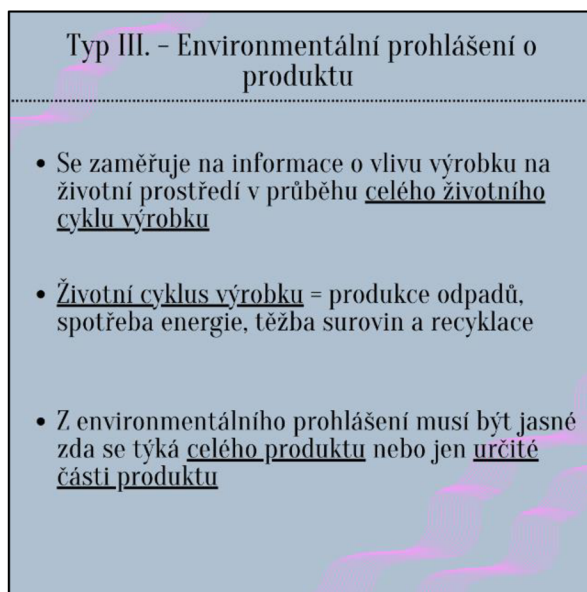 Typ III. - Environmentální prohlášení o
produktu
• Se zaměřuje na informace o vlivu výrobku na
životní prostředí v průběhu celého životního
cyklu výrobku
• Životní cyklus výrobku = produkce odpadů,
spotřeba energie, těžba surovin a recyklace
• Z environmentálního prohlášení musí být jasné
zda se týká celého produktu nebo jen určité
části produktu